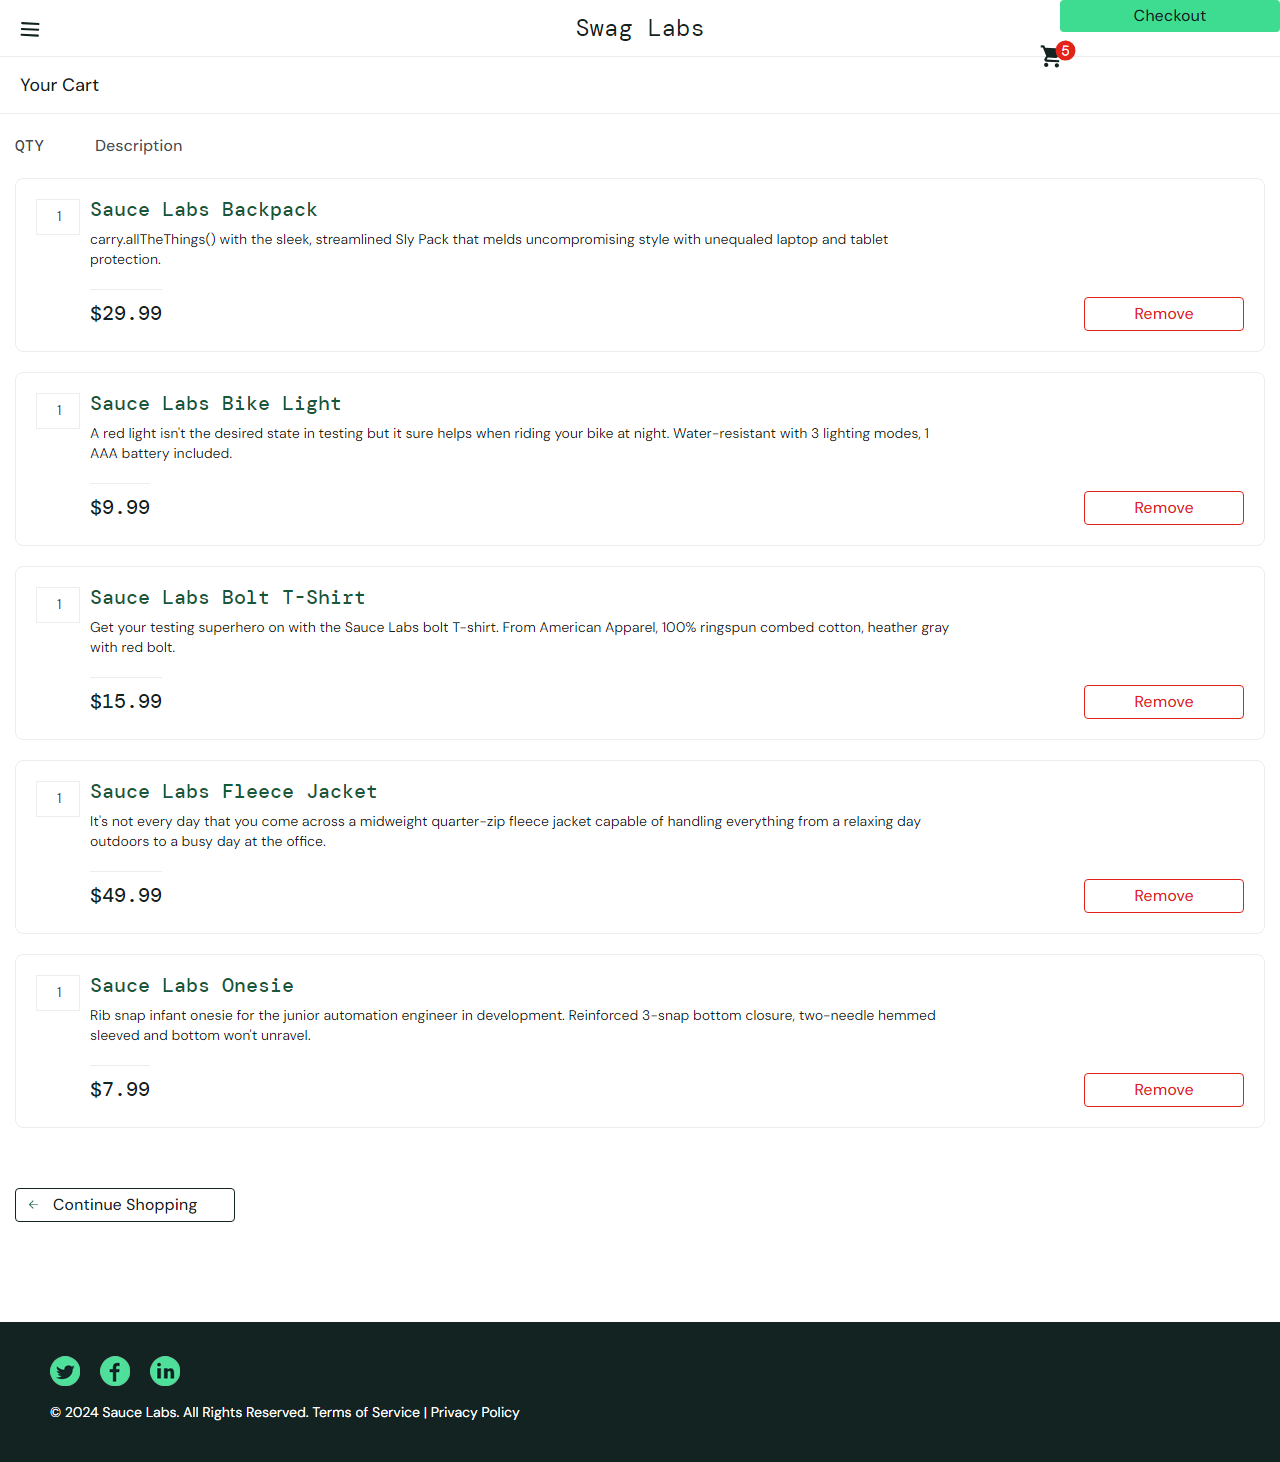 Swag Labs
Checkout
5
Your Cart
QTY Description
1
Sauce Labs Backpack
carry.allTheThings() with the sleek, streamlined Sly Pack that melds uncompromising style with unequaled laptop and tablet
protection.
$29.99
Remove
1
Sauce Labs Bike Light
A red light isn't the desired state in testing but it sure helps when riding your bike at night. Water-resistant with 3 lighting modes, 1
AAA battery included.
$9.99
Remove
1
Sauce Labs Bolt T-Shirt
Get your testing superhero on with the Sauce Labs bolt T-shirt. From American Apparel, 100% ringspun combed cotton, heather gray
with red bolt.
$15.99
Remove
1
Sauce Labs Fleece Jacket
It's not every day that you come across a midweight quarter-zip fleece jacket capable of handling everything from a relaxing day
outdoors to a busy day at the office.
$49.99
Remove
1
Sauce Labs Onesie
Rib snap infant onesie for the junior automation engineer in development. Reinforced 3-snap bottom closure, two-needle hemmed
sleeved and bottom won't unravel.
$7.99
Remove
Continue Shopping
© 2024 Sauce Labs. All Rights Reserved. Terms of Service | Privacy Policy